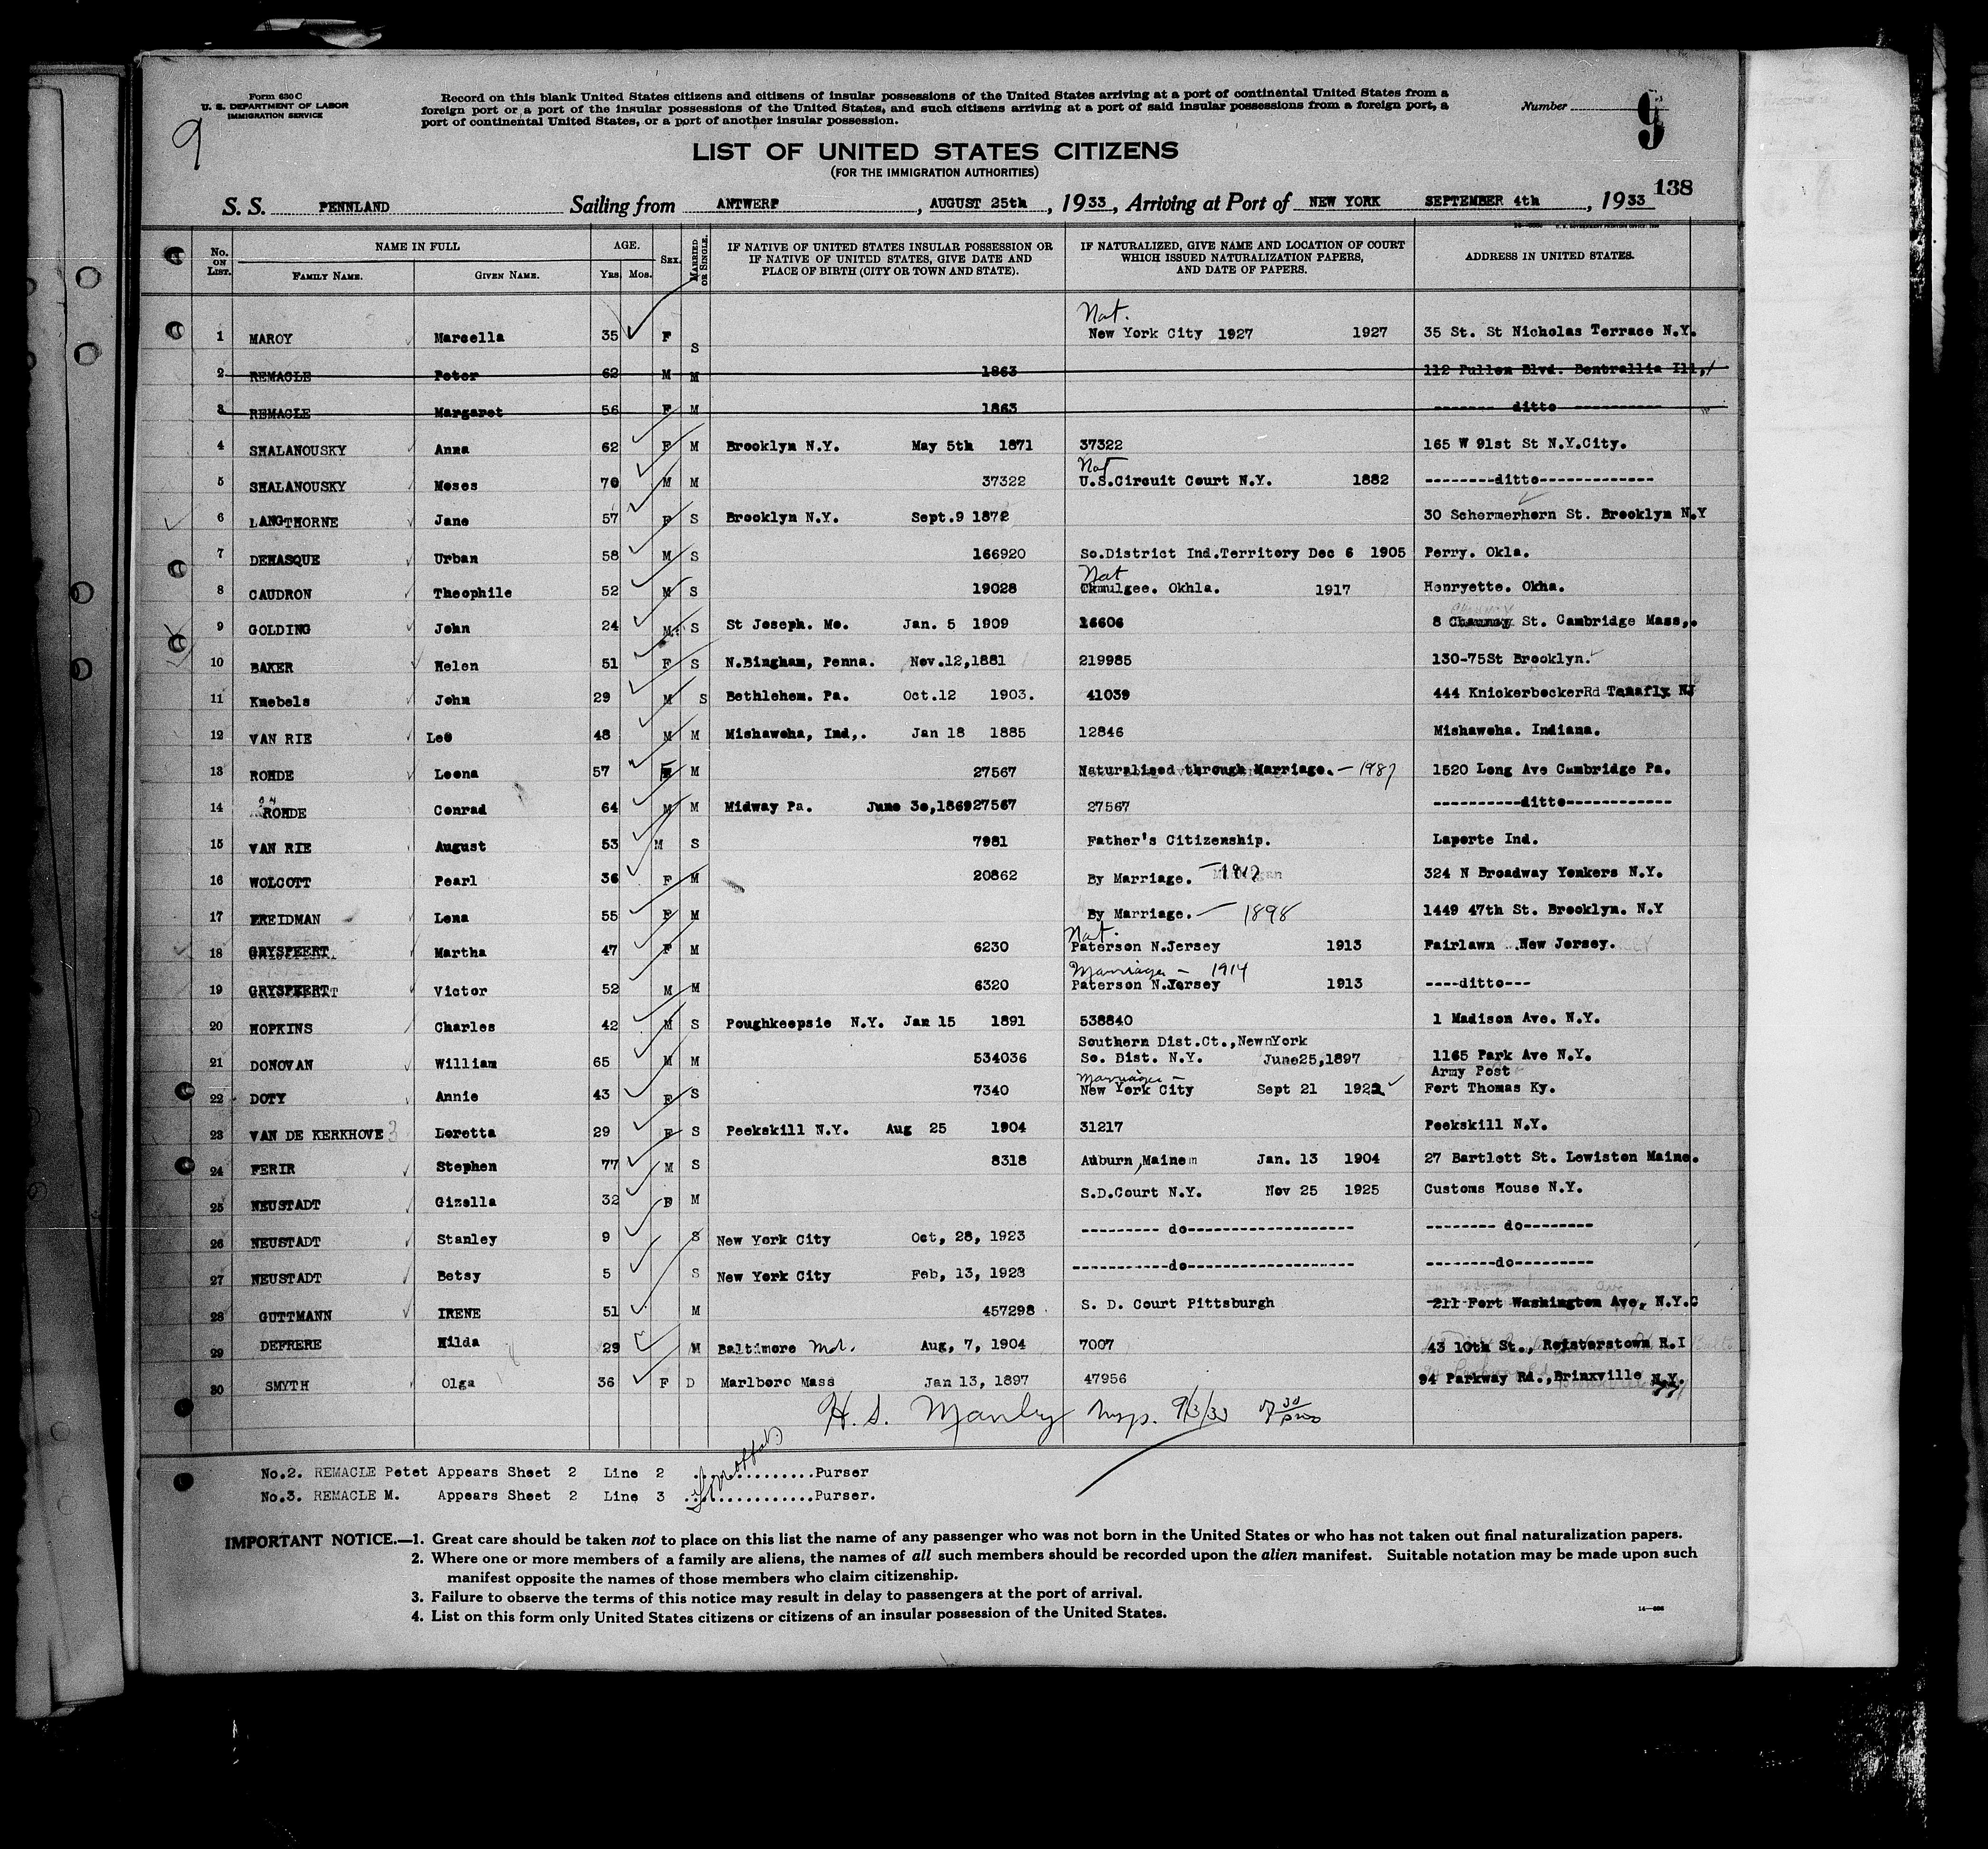 Form 630 C
U. S. DEPARTMENT OF LABOR
IMMIGRATION SERVICE
9
Record on this blank United States citizens and citizens of insular possessions of the United States arriving at a port of continental United States from a
foreign port or a port of the insular possessions of the United States, and such citizens arriving at a port of said insular possessions from a foreign port, a
port of continental United States, or a port of another insular possession.
Number 9
LIST OF UNITED STATES CITIZENS
(FOR THE IMMIGRATION AUTHORITIES)
138
S. S. PENNLAND Sailing from ANTWERP, AUGUST 25th, 1933, Arriving at Port of NEW YORK SEPTEMBER 4th, 1933
No. ON LIST. NAME IN FULL FAMILY NAME. GIVEN NAME. AGE. Yrs. Mos. SEX. MARRIED OR SINGLE. IF NATIVE OF UNITED STATES INSULAR POSSESSION OR IF NATIVE OF UNITED STATES, GIVE DATE AND PLACE OF BIRTH (CITY OR TOWN AND STATE). IF NATURALIZED, GIVE NAME AND LOCATION OF COURT WHICH ISSUED NATURALIZATION PAPERS, AND DATE OF PAPERS. ADDRESS IN UNITED STATES.
Nat.
1 MAROY Marcella 35 F S New York City 1927 1927 35 St. St Nicholas Terrace N.Y.
2 REMACLE Peter 62 M M 1863 112 Pullen Blvd. Bentrallia Ill,
3 REMACLE Margaret 56 F M 1863 ------- ditto ----------
4 SMALANOUSKY Anna 62 F M Brooklyn N.Y. May 5th 1871 37322 165 W 91st St N.Y.City.
Nat
5 SMALANOUSKY Moses 70 M M 37322 U.S.Circuit Court N.Y. 1882 --------ditto-------------
6 LANGTHORNE Jane 57 F S Brooklyn N.Y. Sept.9 1872 30 Schermerhorn St. Brooklyn N.Y
7 DEMASQUE Urban 58 M S 166920 So.District Ind.Territory Dec 6 1905 Perry. Okla.
Nat
8 CAUDRON Theophile 52 M S 19028 Okmulgee. Okhla. 1917 Henryette. Okha.
9 GOLDING John 24 M S St Joseph. Mo. Jan. 5 1909 16606 8 Chauncy St. Cambridge Mass,.
10 BAKER Helen 51 F S N.Bingham, Penna. Nov.12,1881 219985 130-75St Brooklyn.
11 Knebels John 29 M S Bethlehem. Pa. Oct.12 1903. 41039 444 KnickerbockerRd Tenafly NJ
12 VAN RIE Leo 48 M M Mishaweha, Ind,. Jan 18 1885 12846 Mishaweha. Indiana.
13 ROHDE Leona 57 F M 27567 Naturalized through Marriage. - 1987 1520 Long Ave Cambridge Pa.
14 ROHDE Conrad 64 M M Midway Pa. June 3o,186927567 27567 ----------ditto------------
15 VAN RIE August 53 M S 7981 Father's Citizenship. Laporte Ind.
16 WOLCOTT Pearl 36 F M 20862 By Marriage. - 324 N Broadway Yonkers N.Y.
17 FREIDMAN Lena 55 F M By Marriage. - 1898 1449 47th St. Brooklyn. N.Y
Nat.
18 GRYSPEERT Martha 47 F M 6230 Paterson N.Jersey 1913 Fairlawn New Jersey.
Marriage - 1914
19 GRYSPEERT Victor 52 M M 6320 Paterson N.Jersey 1913 ----ditto---
20 HOPKINS Charles 42 M S Poughkeepsie N.Y. Jan 15 1891 538840 1 Madison Ave. N.Y.
Southern Dist.Ct.,NewnYork
21 DONOVAN William 65 M M 534036 So. Dist. N.Y. June25,1897 1165 Park Ave N.Y.
Marriage - Army Post
22 DOTY Annie 43 F S 7340 New York City Sept 21 1922 Fort Thomas Ky.
23 VAN DE KERKHOVE Loretta 29 F S Peekskill N.Y. Aug 25 1904 31217 Peekskill N.Y.
24 FERIR Stephen 77 M S 8318 Auburn,Maine Jan. 13 1904 27 Bartlett St. Lewiston Maine.
25 NEUSTADT Gizella 32 F M S.D.Court N.Y. Nov 25 1925 Customs House N.Y.
26 NEUSTADT Stanley 9 S New York City Oct, 28, 1923 --------- do------------------- -------- do--------
27 NEUSTADT Betsy 5 S New York City Feb, 13, 1928 -----------do------------------- --------do---------
28 GUTTMANN IRENE 51 M 457298 S. D. Court Pittsburgh 211 Fort Washington Ave, N.Y.C
29 DEFRERE Hilda 29 M Baltimore Md. Aug, 7, 1904 7007 43 10th St., Reisterstown R.I
30 SMYTH Olga 36 F D Marlboro Mass Jan 13, 1897 47956 94 Parkway Rd.,Brinxville N.Y.
H. S. Manley Insp. 9/3/33
No.2. REMACLE Petet Appears Sheet 2 Line 2 ...............Purser
No.3. REMACLE M. Appears Sheet 2 Line 3 ...............Purser.
IMPORTANT NOTICE.—1. Great care should be taken not to place on this list the name of any passenger who was not born in the United States or who has not taken out final naturalization papers.
2. Where one or more members of a family are aliens, the names of all such members should be recorded upon the alien manifest. Suitable notation may be made upon such
manifest opposite the names of those members who claim citizenship.
3. Failure to observe the terms of this notice may result in delay to passengers at the port of arrival.
4. List on this form only United States citizens or citizens of an insular possession of the United States.